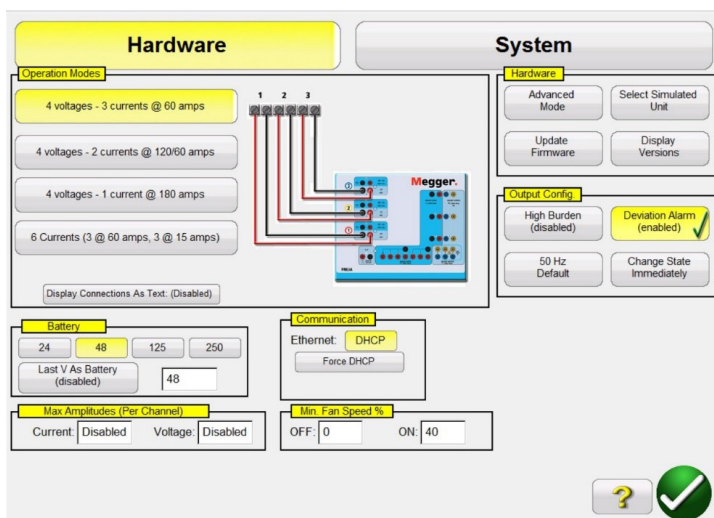 Hardware
System
Operation Modes
4 voltages - 3 currents @ 60 amps
4 voltages - 2 currents @ 120/60 amps
4 voltages - 1 current @ 180 amps
6 Currents (3 @ 60 amps, 3 @ 15 amps)
Display Connections As Text: (Disabled)
1 2 3
Megger.
3
2
1
FREJA
Hardware
Advanced
Mode
Select Simulated
Unit
Update
Firmware
Display
Versions
Output Config.
High Burden
(disabled)
Deviation Alarm
(enabled)
50 Hz
Default
Change State
Immediately
Battery
24 48 125 250
Last V As Battery
(disabled)
48
Communication
Ethernet: DHCP
Force DHCP
Max Amplitudes (Per Channel)
Current: Disabled Voltage: Disabled
Min. Fan Speed %
OFF: 0 ON: 40
?